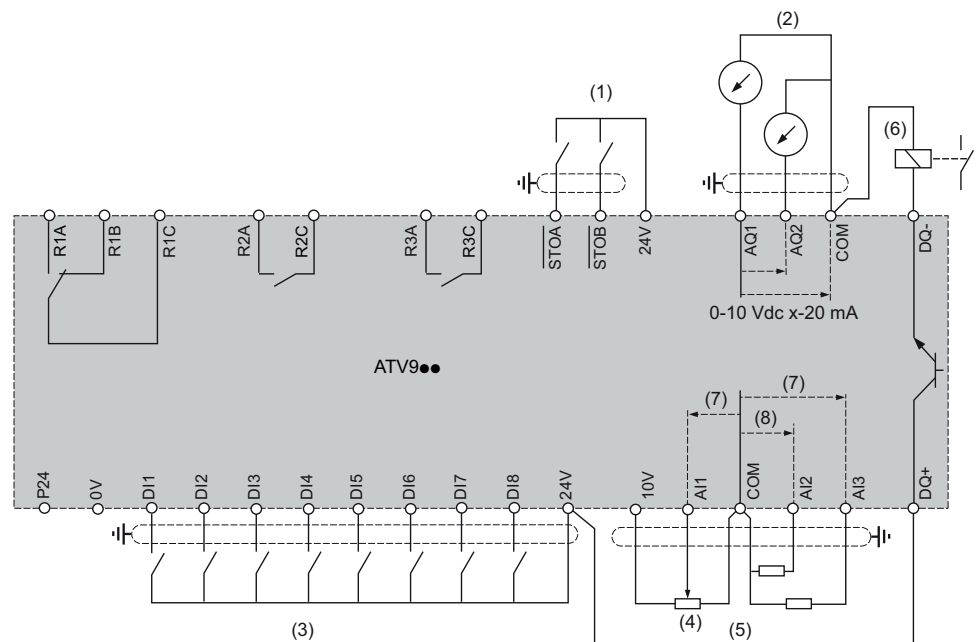 (2)
(1)
(6)
R1A
R1B
R1C
R2A
R2C
R3A
R3C
STOA
STOB
24V
AQ1
AQ2
COM
DQ-
0-10 Vdc x-20 mA
ATV9●●
(7)
(7)
(8)
P24
0V
DI1
DI2
DI3
DI4
DI5
DI6
DI7
DI8
24V
10V
AI1
COM
AI2
AI3
DQ+
(3)
(4)
(5)